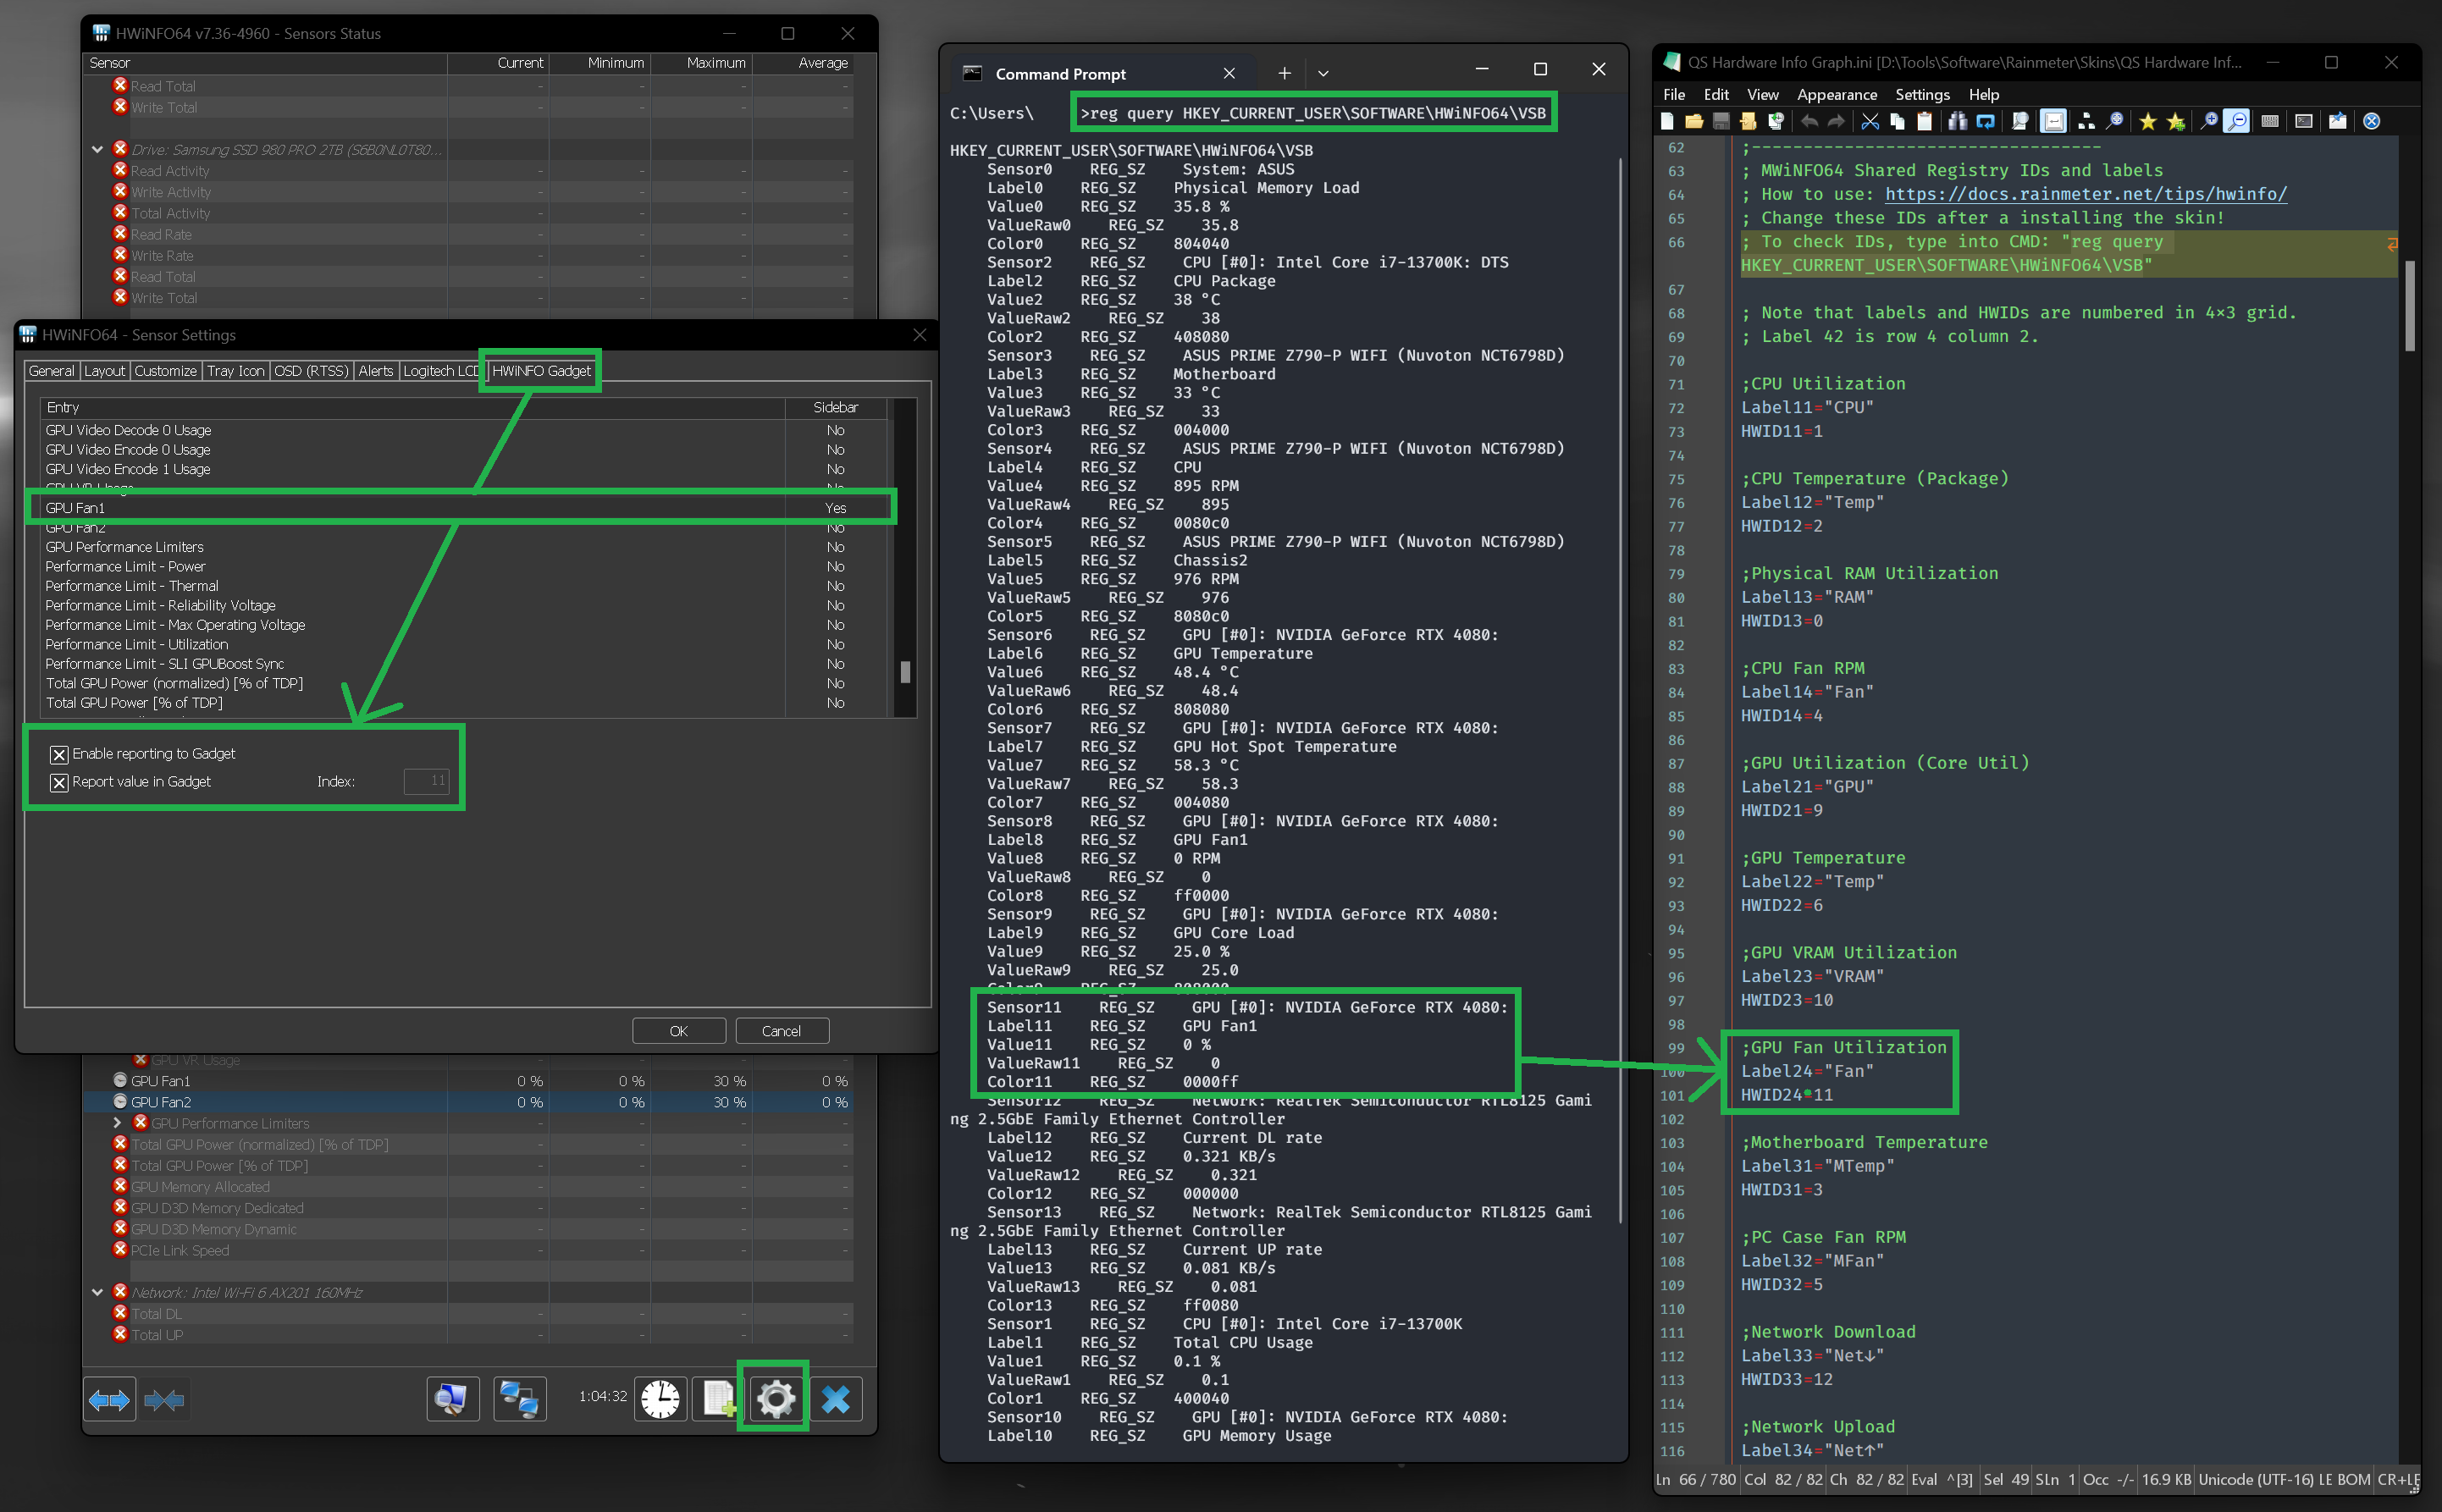 HWiNFO64 v7.36-4960 - Sensors Status
Sensor Current Minimum Maximum Average
Read Total - - - -
Write Total - - - -
Drive: Samsung SSD 980 PRO 2TB (S6B0NL0T80...
Read Activity - - - -
Write Activity - - - -
Total Activity - - - -
Read Rate - - - -
Write Rate - - - -
Read Total - - - -
Write Total - - - -
HWiNFO64 - Sensor Settings
General Layout Customize Tray Icon OSD (RTSS) Alerts Logitech LCD HWiNFO Gadget
Entry Sidebar
GPU Video Decode 0 Usage No
GPU Video Encode 0 Usage No
GPU Video Encode 1 Usage No
GPU VR Usage No
GPU Fan1 Yes
GPU Fan2 No
GPU Performance Limiters No
Performance Limit - Power No
Performance Limit - Thermal No
Performance Limit - Reliability Voltage No
Performance Limit - Max Operating Voltage No
Performance Limit - Utilization No
Performance Limit - SLI GPUBoost Sync No
Total GPU Power (normalized) [% of TDP] No
Total GPU Power [% of TDP] No
Enable reporting to Gadget
Report value in Gadget Index: 11
OK Cancel
GPU VR Usage - - - -
GPU Fan1 0 % 0 % 30 % 0 %
GPU Fan2 0 % 0 % 30 % 0 %
GPU Performance Limiters - - - -
Total GPU Power (normalized) [% of TDP] - - - -
Total GPU Power [% of TDP] - - - -
GPU Memory Allocated - - - -
GPU D3D Memory Dedicated - - - -
GPU D3D Memory Dynamic - - - -
PCIe Link Speed - - - -
Network: Intel Wi-Fi 6 AX201 160MHz
Total DL - - - -
Total UP - - - -
1:04:32
Command Prompt
C:\Users\ >reg query HKEY_CURRENT_USER\SOFTWARE\HWiNFO64\VSB
HKEY_CURRENT_USER\SOFTWARE\HWiNFO64\VSB
Sensor0 REG_SZ System: ASUS
Label0 REG_SZ Physical Memory Load
Value0 REG_SZ 35.8 %
ValueRaw0 REG_SZ 35.8
Color0 REG_SZ 804040
Sensor2 REG_SZ CPU [#0]: Intel Core i7-13700K: DTS
Label2 REG_SZ CPU Package
Value2 REG_SZ 38 °C
ValueRaw2 REG_SZ 38
Color2 REG_SZ 408080
Sensor3 REG_SZ ASUS PRIME Z790-P WIFI (Nuvoton NCT6798D)
Label3 REG_SZ Motherboard
Value3 REG_SZ 33 °C
ValueRaw3 REG_SZ 33
Color3 REG_SZ 004000
Sensor4 REG_SZ ASUS PRIME Z790-P WIFI (Nuvoton NCT6798D)
Label4 REG_SZ CPU
Value4 REG_SZ 895 RPM
ValueRaw4 REG_SZ 895
Color4 REG_SZ 0080c0
Sensor5 REG_SZ ASUS PRIME Z790-P WIFI (Nuvoton NCT6798D)
Label5 REG_SZ Chassis2
Value5 REG_SZ 976 RPM
ValueRaw5 REG_SZ 976
Color5 REG_SZ 8080c0
Sensor6 REG_SZ GPU [#0]: NVIDIA GeForce RTX 4080:
Label6 REG_SZ GPU Temperature
Value6 REG_SZ 48.4 °C
ValueRaw6 REG_SZ 48.4
Color6 REG_SZ 808080
Sensor7 REG_SZ GPU [#0]: NVIDIA GeForce RTX 4080:
Label7 REG_SZ GPU Hot Spot Temperature
Value7 REG_SZ 58.3 °C
ValueRaw7 REG_SZ 58.3
Color7 REG_SZ 004080
Sensor8 REG_SZ GPU [#0]: NVIDIA GeForce RTX 4080:
Label8 REG_SZ GPU Fan1
Value8 REG_SZ 0 RPM
ValueRaw8 REG_SZ 0
Color8 REG_SZ ff0000
Sensor9 REG_SZ GPU [#0]: NVIDIA GeForce RTX 4080:
Label9 REG_SZ GPU Core Load
Value9 REG_SZ 25.0 %
ValueRaw9 REG_SZ 25.0
Color9 REG_SZ 808000
Sensor11 REG_SZ GPU [#0]: NVIDIA GeForce RTX 4080:
Label11 REG_SZ GPU Fan1
Value11 REG_SZ 0 %
ValueRaw11 REG_SZ 0
Color11 REG_SZ 0000ff
Sensor12 REG_SZ Network: RealTek Semiconductor RTL8125 Gami
ng 2.5GbE Family Ethernet Controller
Label12 REG_SZ Current DL rate
Value12 REG_SZ 0.321 KB/s
ValueRaw12 REG_SZ 0.321
Color12 REG_SZ 000000
Sensor13 REG_SZ Network: RealTek Semiconductor RTL8125 Gami
ng 2.5GbE Family Ethernet Controller
Label13 REG_SZ Current UP rate
Value13 REG_SZ 0.081 KB/s
ValueRaw13 REG_SZ 0.081
Color13 REG_SZ ff0080
Sensor1 REG_SZ CPU [#0]: Intel Core i7-13700K
Label1 REG_SZ Total CPU Usage
Value1 REG_SZ 0.1 %
ValueRaw1 REG_SZ 0.1
Color1 REG_SZ 400040
Sensor10 REG_SZ GPU [#0]: NVIDIA GeForce RTX 4080:
Label10 REG_SZ GPU Memory Usage
QS Hardware Info Graph.ini [D:\Tools\Software\Rainmeter\Skins\QS Hardware Inf...
File Edit View Appearance Settings Help
62 ;----------------------------------
63 ; MWiNFO64 Shared Registry IDs and labels
64 ; How to use: https://docs.rainmeter.net/tips/hwinfo/
65 ; Change these IDs after a installing the skin!
66 ; To check IDs, type into CMD: "reg query
HKEY_CURRENT_USER\SOFTWARE\HWiNFO64\VSB"
67
68 ; Note that labels and HWIDs are numbered in 4×3 grid.
69 ; Label 42 is row 4 column 2.
70
71 ;CPU Utilization
72 Label11="CPU"
73 HWID11=1
74
75 ;CPU Temperature (Package)
76 Label12="Temp"
77 HWID12=2
78
79 ;Physical RAM Utilization
80 Label13="RAM"
81 HWID13=0
82
83 ;CPU Fan RPM
84 Label14="Fan"
85 HWID14=4
86
87 ;GPU Utilization (Core Util)
88 Label21="GPU"
89 HWID21=9
90
91 ;GPU Temperature
92 Label22="Temp"
93 HWID22=6
94
95 ;GPU VRAM Utilization
96 Label23="VRAM"
97 HWID23=10
98
99 ;GPU Fan Utilization
100 Label24="Fan"
101 HWID24=11
102
103 ;Motherboard Temperature
104 Label31="MTemp"
105 HWID31=3
106
107 ;PC Case Fan RPM
108 Label32="MFan"
109 HWID32=5
110
111 ;Network Download
112 Label33="Net↓"
113 HWID33=12
114
115 ;Network Upload
116 Label34="Net↑"
Ln 66 / 780 Col 82 / 82 Ch 82 / 82 Eval ^[3] Sel 49 SLn 1 Occ -/- 16.9 KB Unicode (UTF-16) LE BOM CR+LF